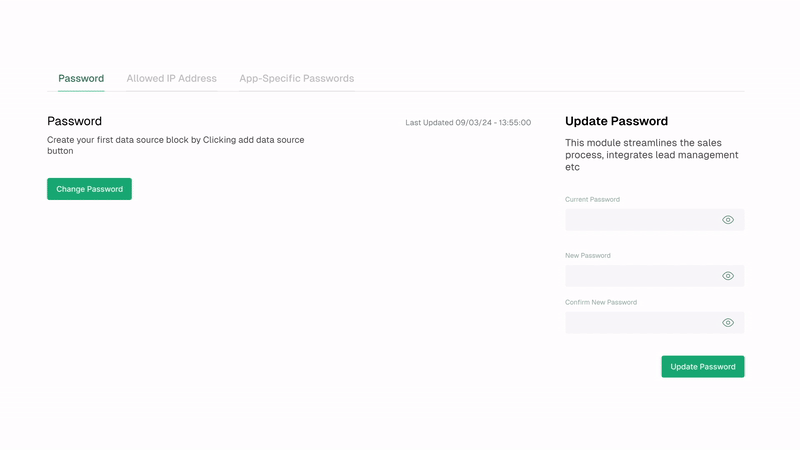 Password
Allowed IP Address
App-Specific Passwords
Password
Last Updated 09/03/24 - 13:55:00
Create your first data source block by Clicking add data source
button
Change Password
Update Password
This module streamlines the sales
process, integrates lead management
etc
Current Password
New Password
Confirm New Password
Update Password